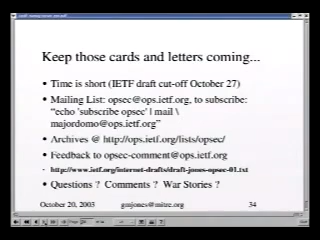 Keep those cards and letters coming...
• Time is short (IETF draft cut-off October 27)
• Mailing List: opsec@ops.ietf.org, to subscribe:
"echo 'subscribe opsec' | mail \
majordomo@ops.ietf.org"
• Archives @ http://ops.ietf.org/lists/opsec/
• Feedback to opsec-comment@ops.ietf.org
• http://www.ietf.org/internet-drafts/draft-jones-opsec-01.txt
• Questions ? Comments ? War Stories ?
October 20, 2003 gmjones@mitre.org 34